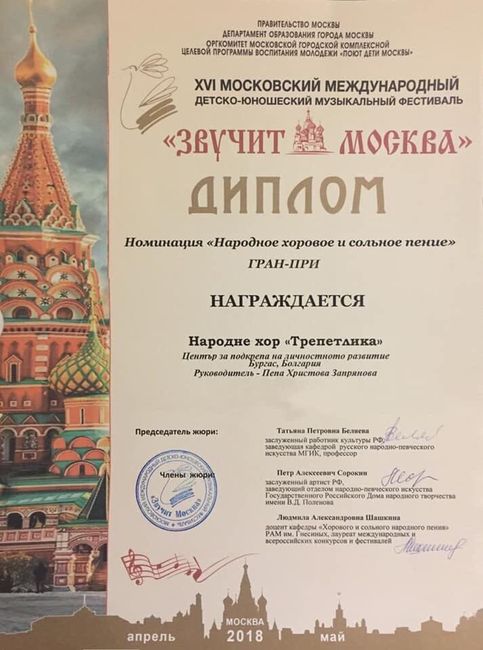 ПРАВИТЕЛЬСТВО МОСКВЫ
ДЕПАРТАМЕНТ ОБРАЗОВАНИЯ ГОРОДА МОСКВЫ
ОРГКОМИТЕТ МОСКОВСКОЙ ГОРОДСКОЙ КОМПЛЕКСНОЙ
ЦЕЛЕВОЙ ПРОГРАММЫ ВОСПИТАНИЯ МОЛОДЕЖИ «ПОЮТ ДЕТИ МОСКВЫ»
XVI МОСКОВСКИЙ МЕЖДУНАРОДНЫЙ
ДЕТСКО-ЮНОШЕСКИЙ МУЗЫКАЛЬНЫЙ ФЕСТИВАЛЬ
«ЗВУЧИТ МОСКВА»
ДИПЛОМ
Номинация «Народное хоровое и сольное пение»
ГРАН-ПРИ
НАГРАЖДАЕТСЯ
Народне хор «Трепетлика»
Център за подкрепа на личностното развитие
Бургас, Болгария
Руководитель - Пепа Христова Запрянова
Председатель жюри:
Татьяна Петровна Беляева
заслуженный работник культуры РФ,
заведующая кафедрой русского народно-певческого
искусства МГИК, профессор
Члены жюри:
Петр Алексеевич Сорокин
заслуженный артист РФ,
заведующий отделом народно-певческого искусства
Государственного Российского Дома народного творчества
имени В.Д. Поленова
Людмила Александровна Шашкина
доцент кафедры «Хорового и сольного народного пения»
РАМ им. Гнесиных, лауреат международных и
всероссийских конкурсов и фестивалей
«Звучит Москва»
МОСКВА
апрель 2018 май